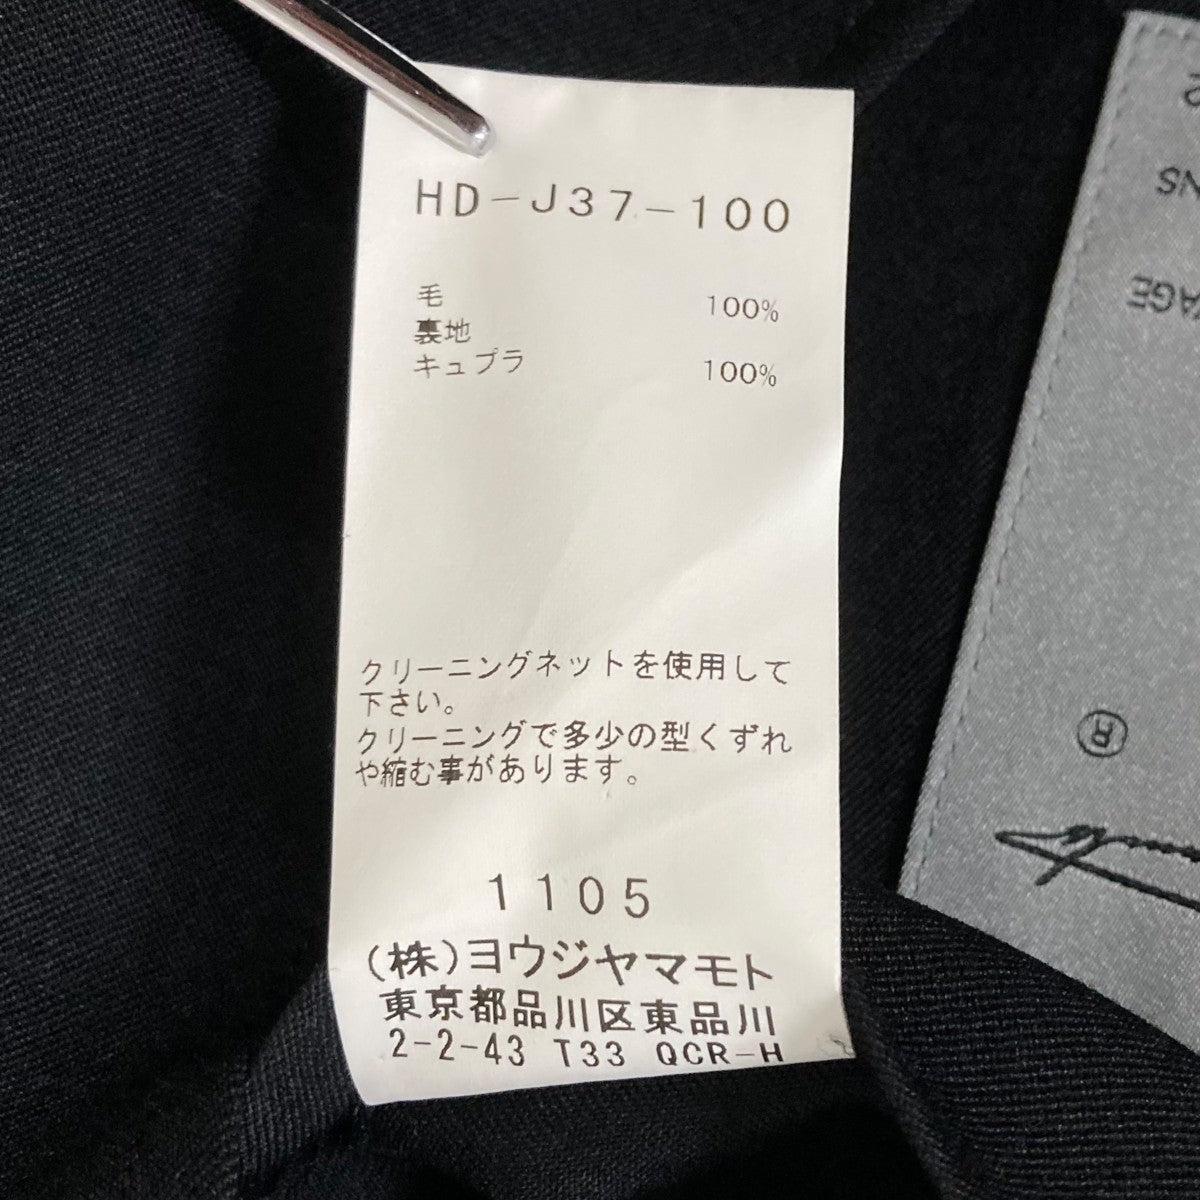 HD-J37-100
毛 100%
裏地
キュプラ 100%
クリーニングネットを使用して
下さい。
クリーニングで多少の型くずれ
や縮む事があります。
1105
(株)ヨウジヤマモト
東京都品川区東品川
2-2-43 T33 QCR-H
®